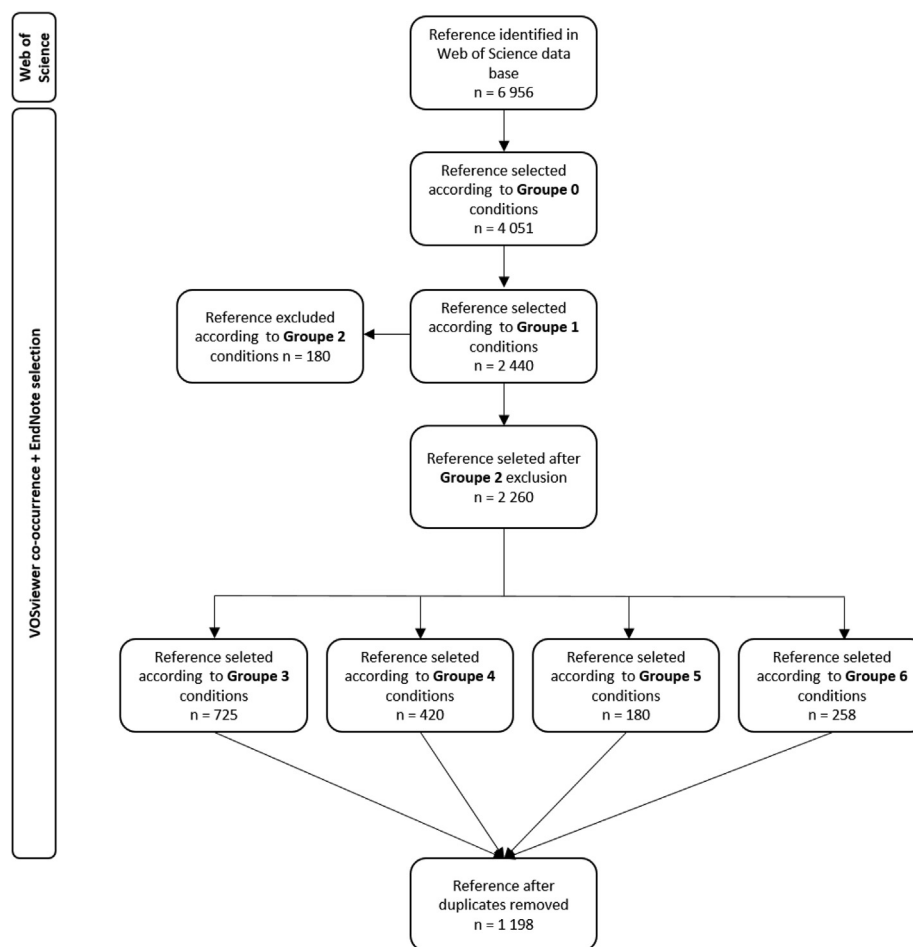 Web of
Science
Reference identified in
Web of Science data
base
n = 6 956
VOSviewer co-occurrence + EndNote selection
Reference selected
according to Groupe 0
conditions
n = 4 051
Reference excluded
according to Groupe 2
conditions n = 180
Reference selected
according to Groupe 1
conditions
n = 2 440
Reference seleted after
Groupe 2 exclusion
n = 2 260
Reference seleted
according to Groupe 3
conditions
n = 725
Reference seleted
according to Groupe 4
conditions
n = 420
Reference seleted
according to Groupe 5
conditions
n = 180
Reference seleted
according to Groupe 6
conditions
n = 258
Reference after
duplicates removed
n = 1 198